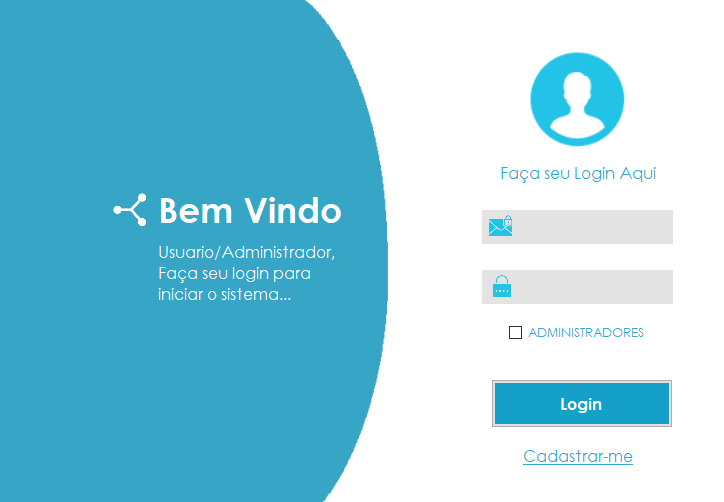 Bem Vindo
Usuario/Administrador,
Faça seu login para
iniciar o sistema...
Faça seu Login Aqui
ADMINISTRADORES
Login
Cadastrar-me